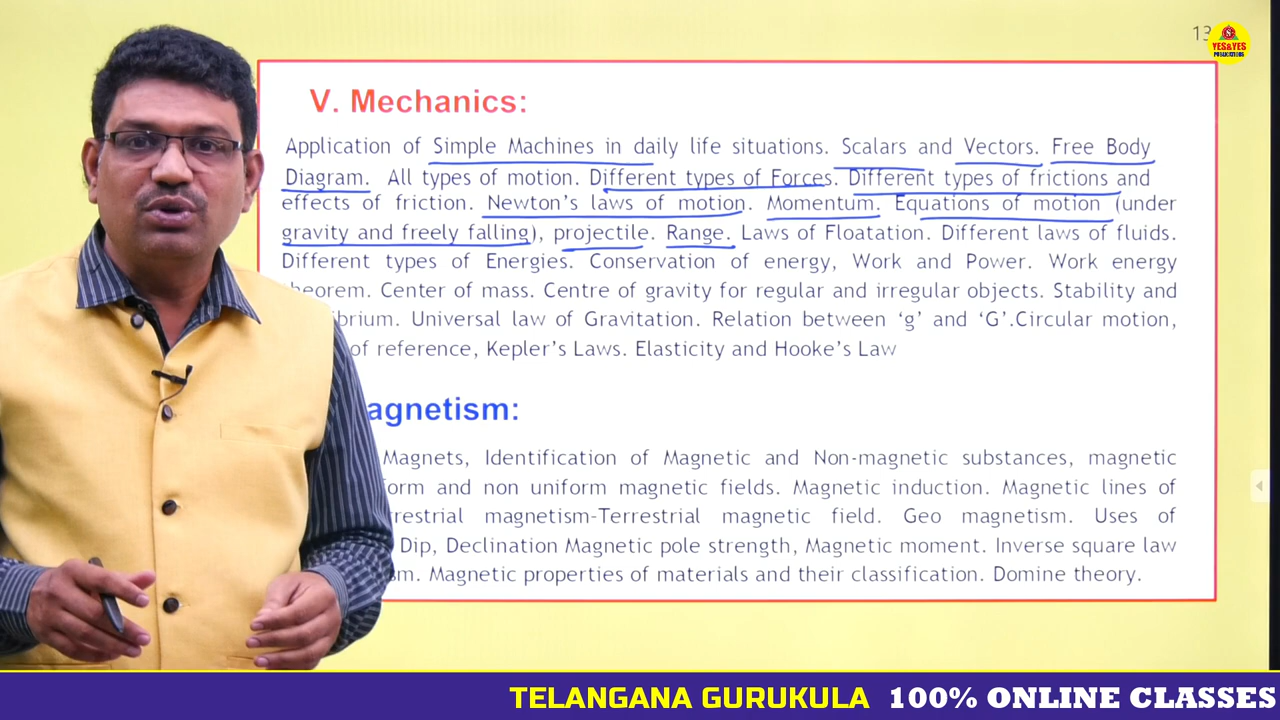 13
YES&YES
PUBLICATIONS
V. Mechanics:
Application of Simple Machines in daily life situations. Scalars and Vectors. Free Body
Diagram. All types of motion. Different types of Forces. Different types of frictions and
effects of friction. Newton's laws of motion. Momentum. Equations of motion (under
gravity and freely falling), projectile. Range. Laws of Floatation. Different laws of fluids.
Different types of Energies. Conservation of energy, Work and Power. Work energy
theorem. Center of mass. Centre of gravity for regular and irregular objects. Stability and
ibrium. Universal law of Gravitation. Relation between 'g' and 'G'.Circular motion,
of reference, Kepler's Laws. Elasticity and Hooke's Law
agnetism:
Magnets, Identification of Magnetic and Non-magnetic substances, magnetic
form and non uniform magnetic fields. Magnetic induction. Magnetic lines of
rrestrial magnetism-Terrestrial magnetic field. Geo magnetism. Uses of
Dip, Declination Magnetic pole strength, Magnetic moment. Inverse square law
sm. Magnetic properties of materials and their classification. Domine theory.
TELANGANA GURUKULA 100% ONLINE CLASSES